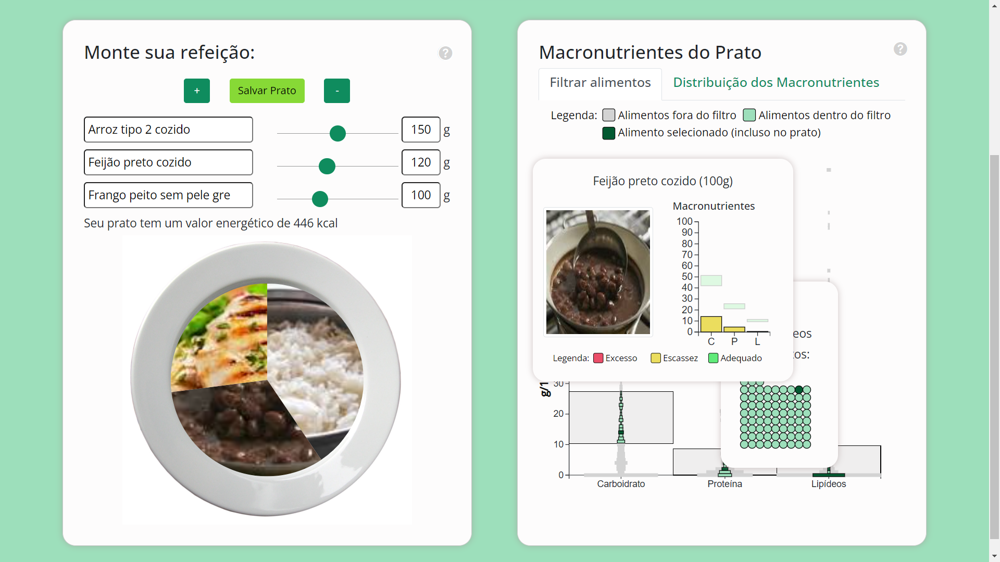 Monte sua refeição:
?
+
Salvar Prato
-
Arroz tipo 2 cozido
150 g
Feijão preto cozido
120 g
Frango peito sem pele gre
100 g
Seu prato tem um valor energético de 446 kcal
Macronutrientes do Prato
?
Filtrar alimentos
Distribuição dos Macronutrientes
Legenda: Alimentos fora do filtro Alimentos dentro do filtro
Alimento selecionado (incluso no prato)
Feijão preto cozido (100g)
Macronutrientes
100
90
80
70
60
50
40
30
20
10
0
C P L
Legenda: Excesso Escassez Adequado
eos
tos:
g/1
30
20
10
0
Carboidrato Proteína Lipídeos